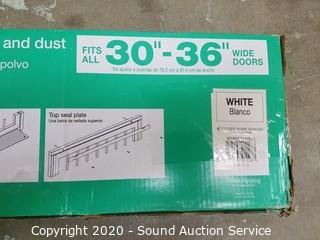 and dust
polvo
FITS ALL 30"-36" WIDE DOORS
Se ajusta a puertas de 76.2 cm a 91.4 cm de ancho
WHITE
Blanco
Top seal plate
Una barra de sellado superior.
Copyright 2020 - Sound Auction Service